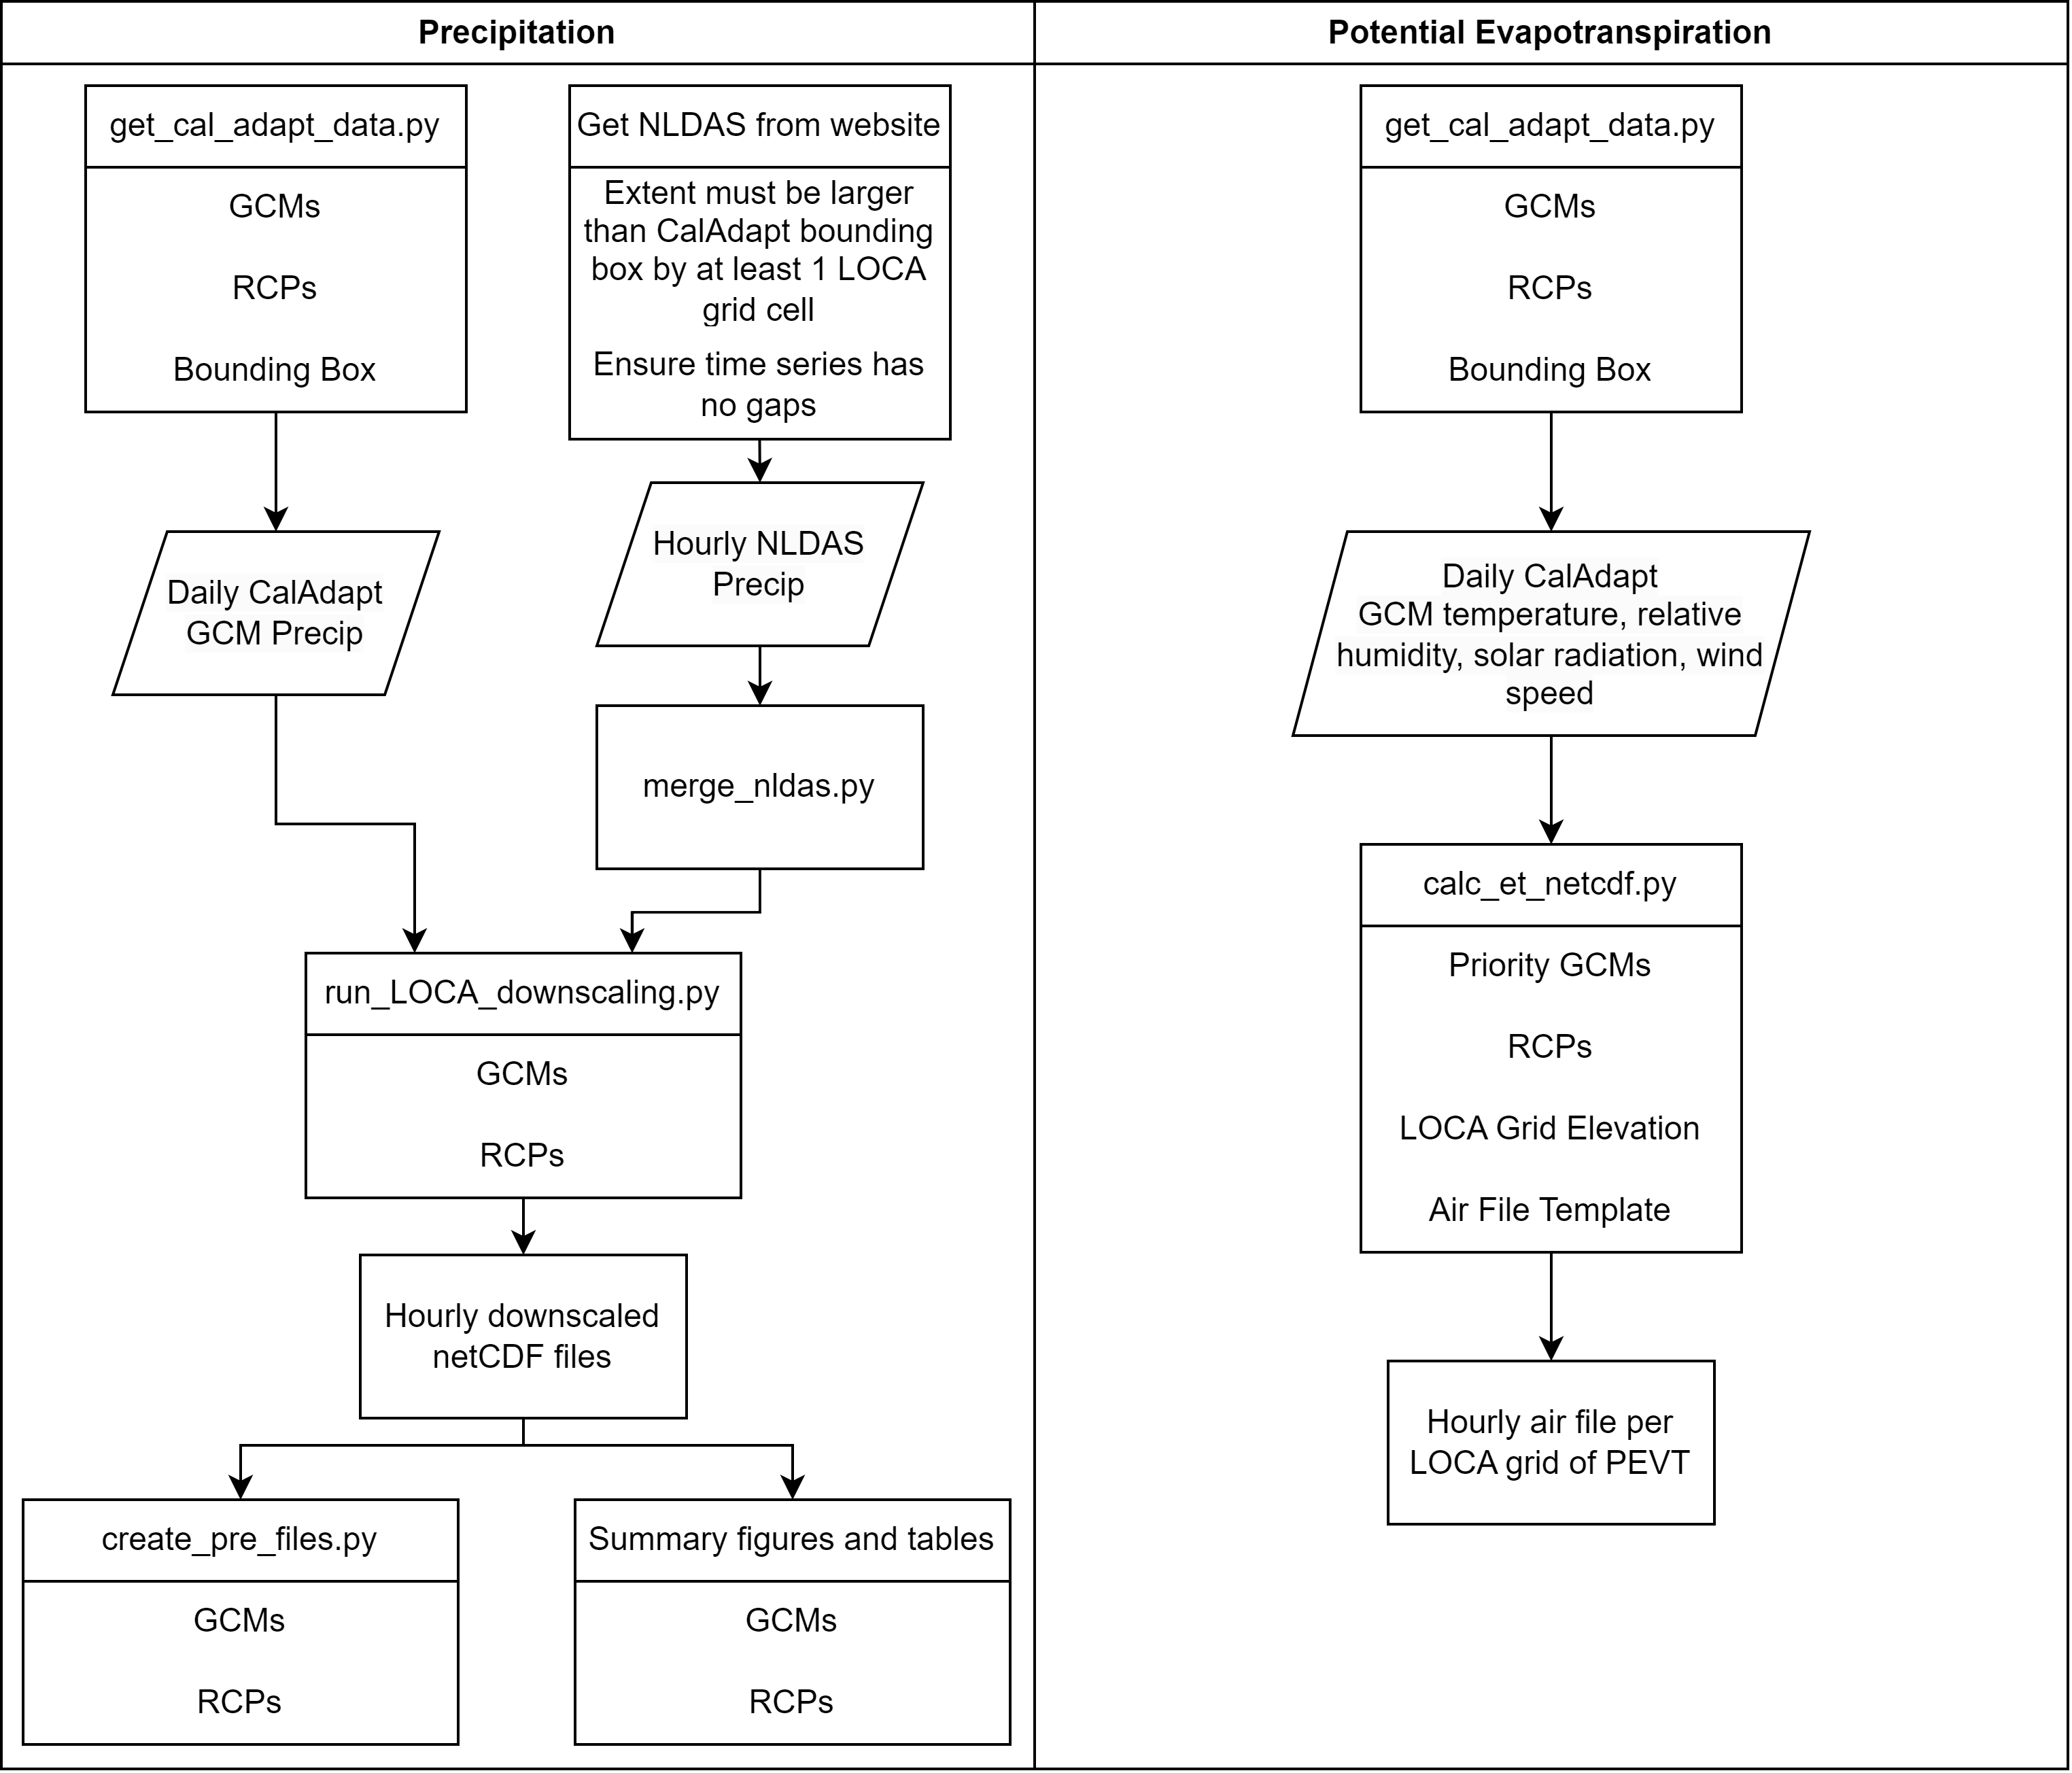 Precipitation
get_cal_adapt_data.py
GCMs
RCPs
Bounding Box
Get NLDAS from website
Extent must be larger
than CalAdapt bounding
box by at least 1 LOCA
grid cell
Ensure time series has
no gaps
Daily CalAdapt
GCM Precip
Hourly NLDAS
Precip
merge_nldas.py
run_LOCA_downscaling.py
GCMs
RCPs
Hourly downscaled
netCDF files
create_pre_files.py
GCMs
RCPs
Summary figures and tables
GCMs
RCPs
Potential Evapotranspiration
get_cal_adapt_data.py
GCMs
RCPs
Bounding Box
Daily CalAdapt
GCM temperature, relative
humidity, solar radiation, wind
speed
calc_et_netcdf.py
Priority GCMs
RCPs
LOCA Grid Elevation
Air File Template
Hourly air file per
LOCA grid of PEVT